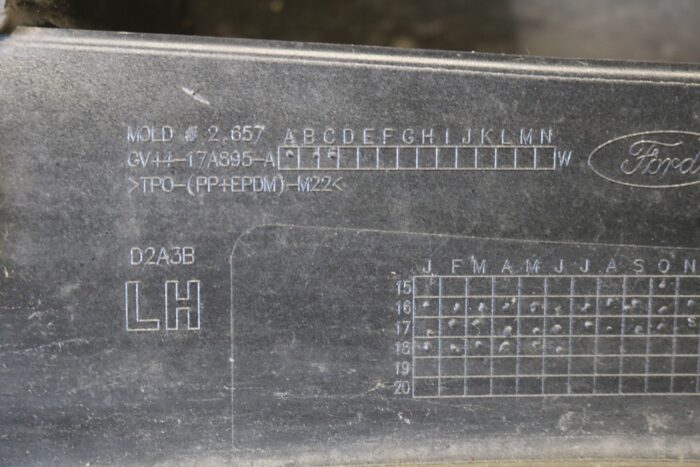 MOLD # 2.657 A B C D E F G H I J K L M N
GV44-17A895-A W
>TPO-(PP+EPDM)-M22<
Ford
D2A3B
LH
J F M A M J J A S O N
15
16
17
18
19
20